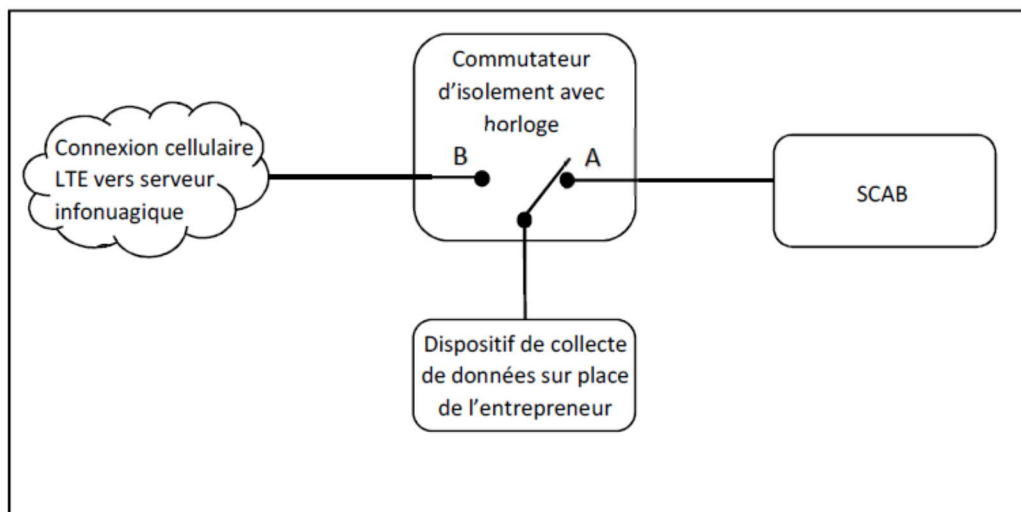 Commutateur
d'isolement avec
horloge
B
A
Connexion cellulaire
LTE vers serveur
infonuagique
SCAB
Dispositif de collecte
de données sur place
de l'entrepreneur